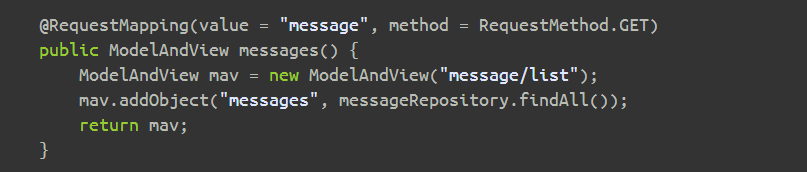 @RequestMapping(value = "message", method = RequestMethod.GET)
public ModelAndView messages() {
    ModelAndView mav = new ModelAndView("message/list");
    mav.addObject("messages", messageRepository.findAll());
    return mav;
}